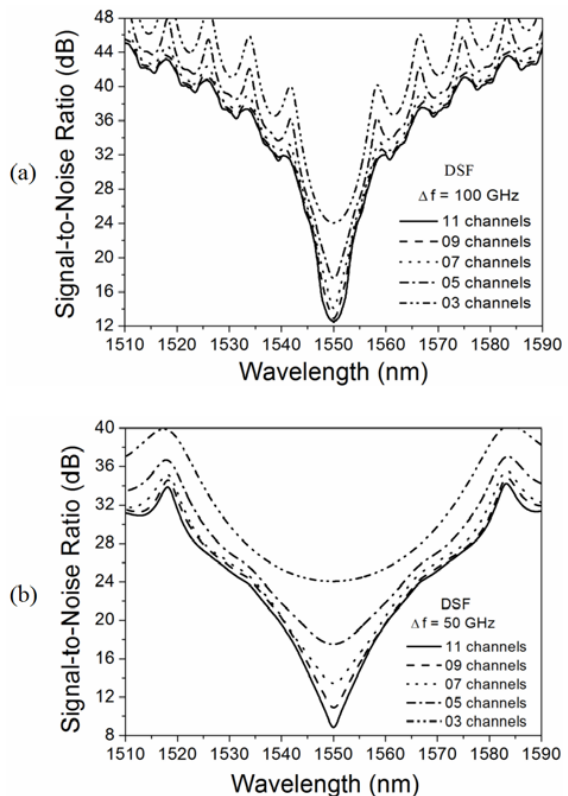 (a)
Signal-to-Noise Ratio (dB)
48
44
40
36
32
28
24
20
16
12
DSF
Δf = 100 GHz
11 channels
09 channels
07 channels
05 channels
03 channels
1510 1520 1530 1540 1550 1560 1570 1580 1590
Wavelength (nm)
(b)
Signal-to-Noise Ratio (dB)
40
36
32
28
24
20
16
12
8
DSF
Δf = 50 GHz
11 channels
09 channels
07 channels
05 channels
03 channels
1510 1520 1530 1540 1550 1560 1570 1580 1590
Wavelength (nm)